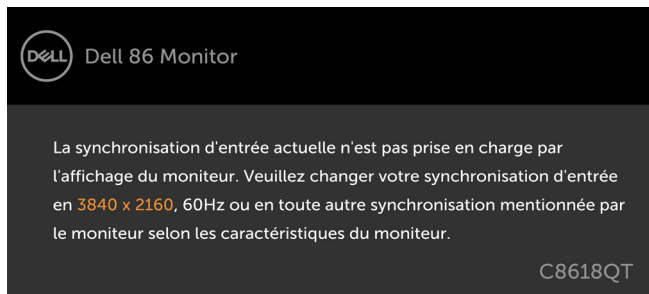 DELL Dell 86 Monitor
La synchronisation d'entrée actuelle n'est pas prise en charge par
l'affichage du moniteur. Veuillez changer votre synchronisation d'entrée
en 3840 x 2160, 60Hz ou en toute autre synchronisation mentionnée par
le moniteur selon les caractéristiques du moniteur.
C8618QT